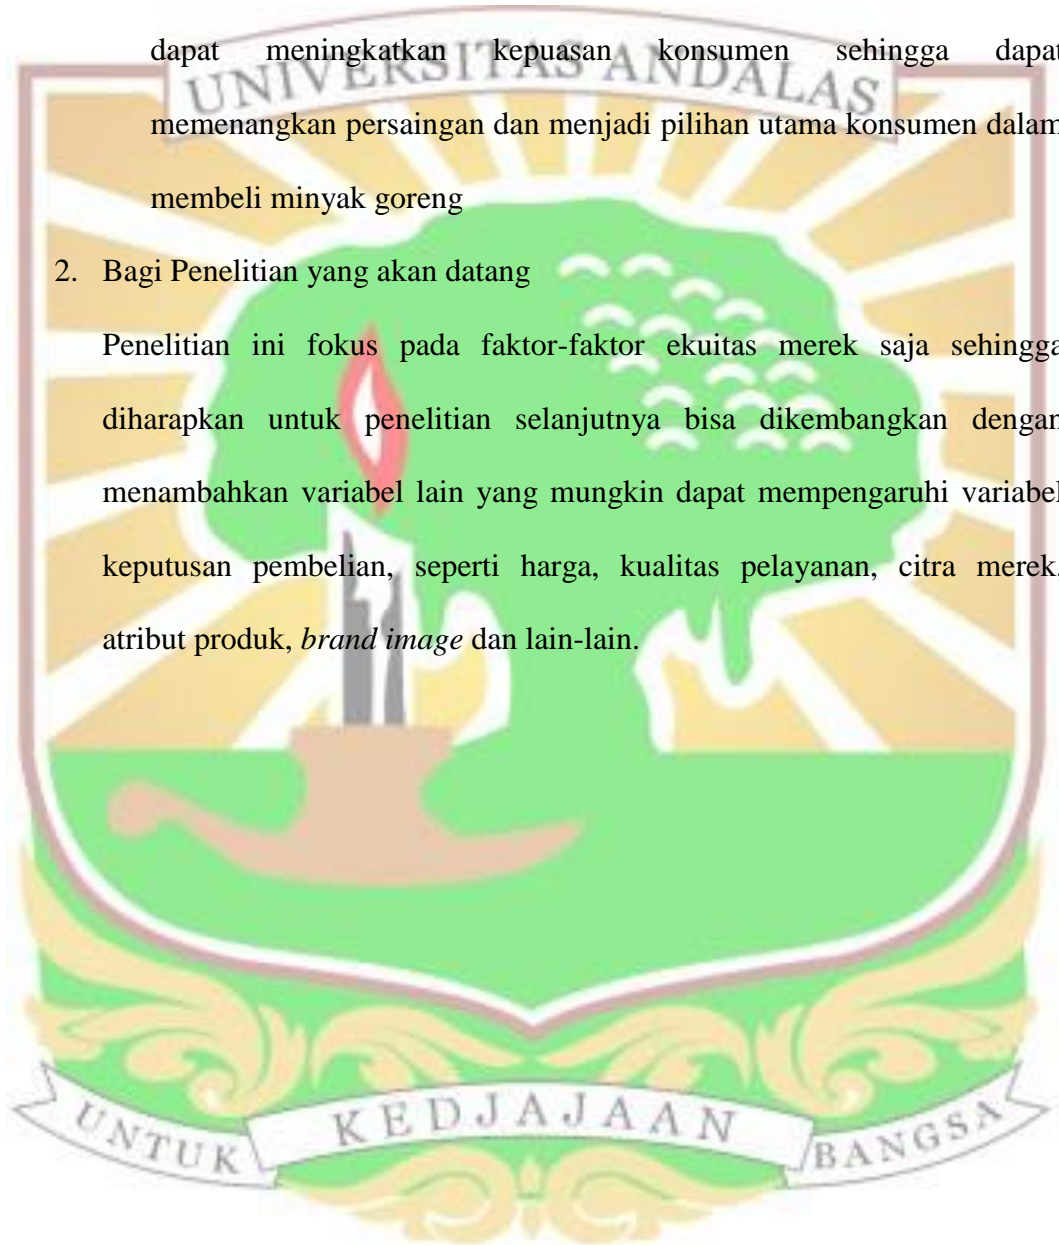 dapat meningkatkan kepuasan konsumen sehingga dapat
UNIVERSITAS ANDALAS
memenangkan persaingan dan menjadi pilihan utama konsumen dalam
membeli minyak goreng
2. Bagi Penelitian yang akan datang
Penelitian ini fokus pada faktor-faktor ekuitas merek saja sehingga
diharapkan untuk penelitian selanjutnya bisa dikembangkan dengan
menambahkan variabel lain yang mungkin dapat mempengaruhi variabel
keputusan pembelian, seperti harga, kualitas pelayanan, citra merek,
atribut produk, brand image dan lain-lain.
UNTUK KEDJAJAAN BANGSA